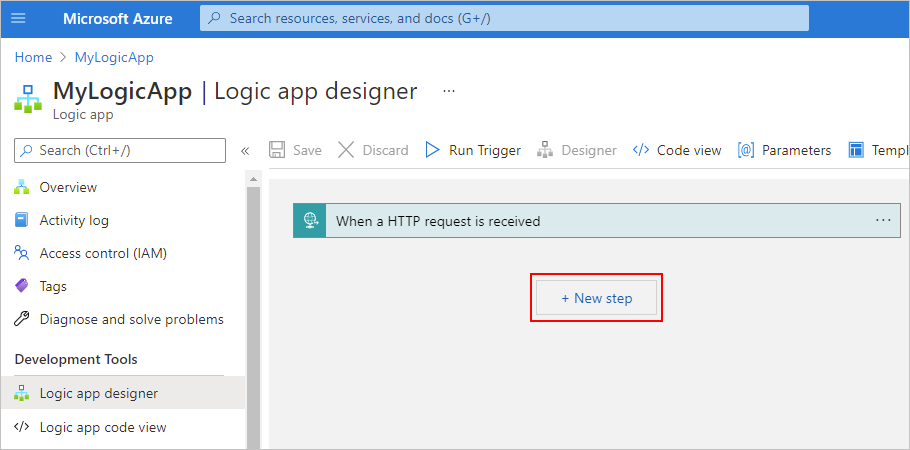 Microsoft Azure
Search resources, services, and docs (G+/)
Home > MyLogicApp
MyLogicApp | Logic app designer ...
Logic app
Search (Ctrl+/) «
Save Discard Run Trigger Designer </> Code view [@] Parameters Templ
Overview
Activity log
Access control (IAM)
Tags
Diagnose and solve problems
Development Tools
Logic app designer
</> Logic app code view
When a HTTP request is received ...
+ New step